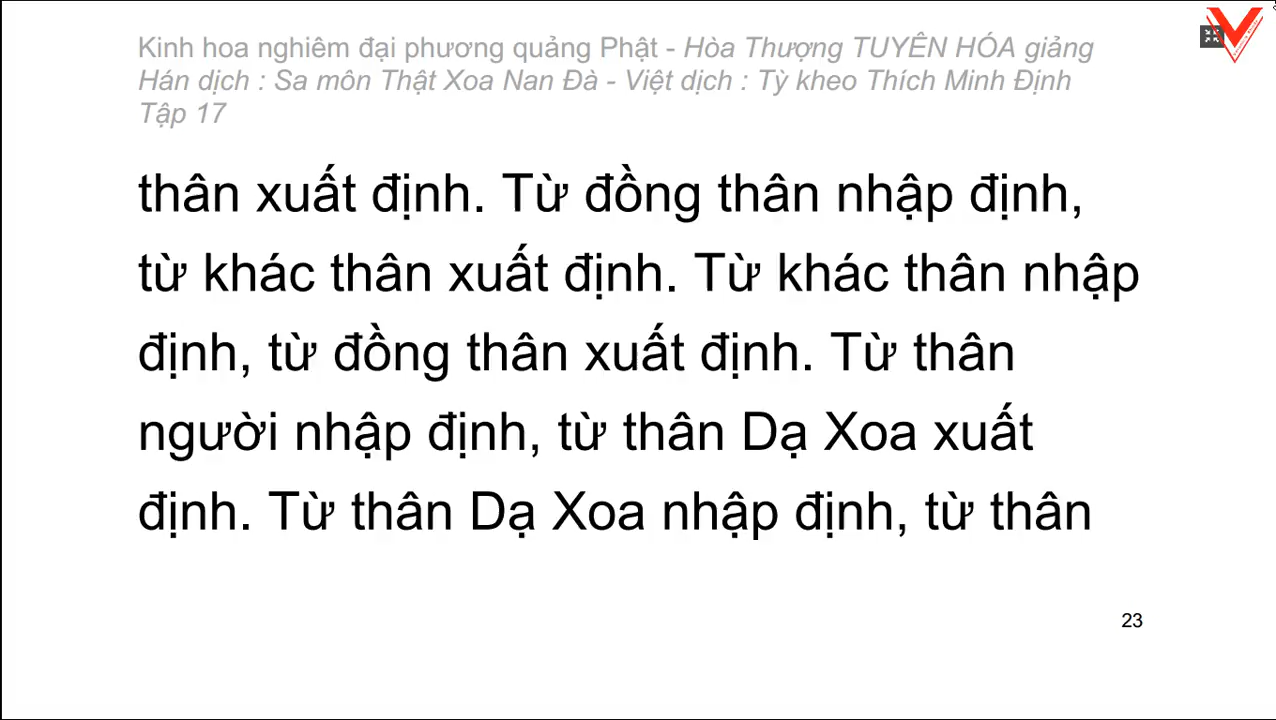 Kinh hoa nghiêm đại phương quảng Phật - Hòa Thượng TUYÊN HÓA giảng
Hán dịch : Sa môn Thật Xoa Nan Đà - Việt dịch : Tỳ kheo Thích Minh Định
Tập 17
thân xuất định. Từ đồng thân nhập định,
từ khác thân xuất định. Từ khác thân nhập
định, từ đồng thân xuất định. Từ thân
người nhập định, từ thân Dạ Xoa xuất
định. Từ thân Dạ Xoa nhập định, từ thân
23